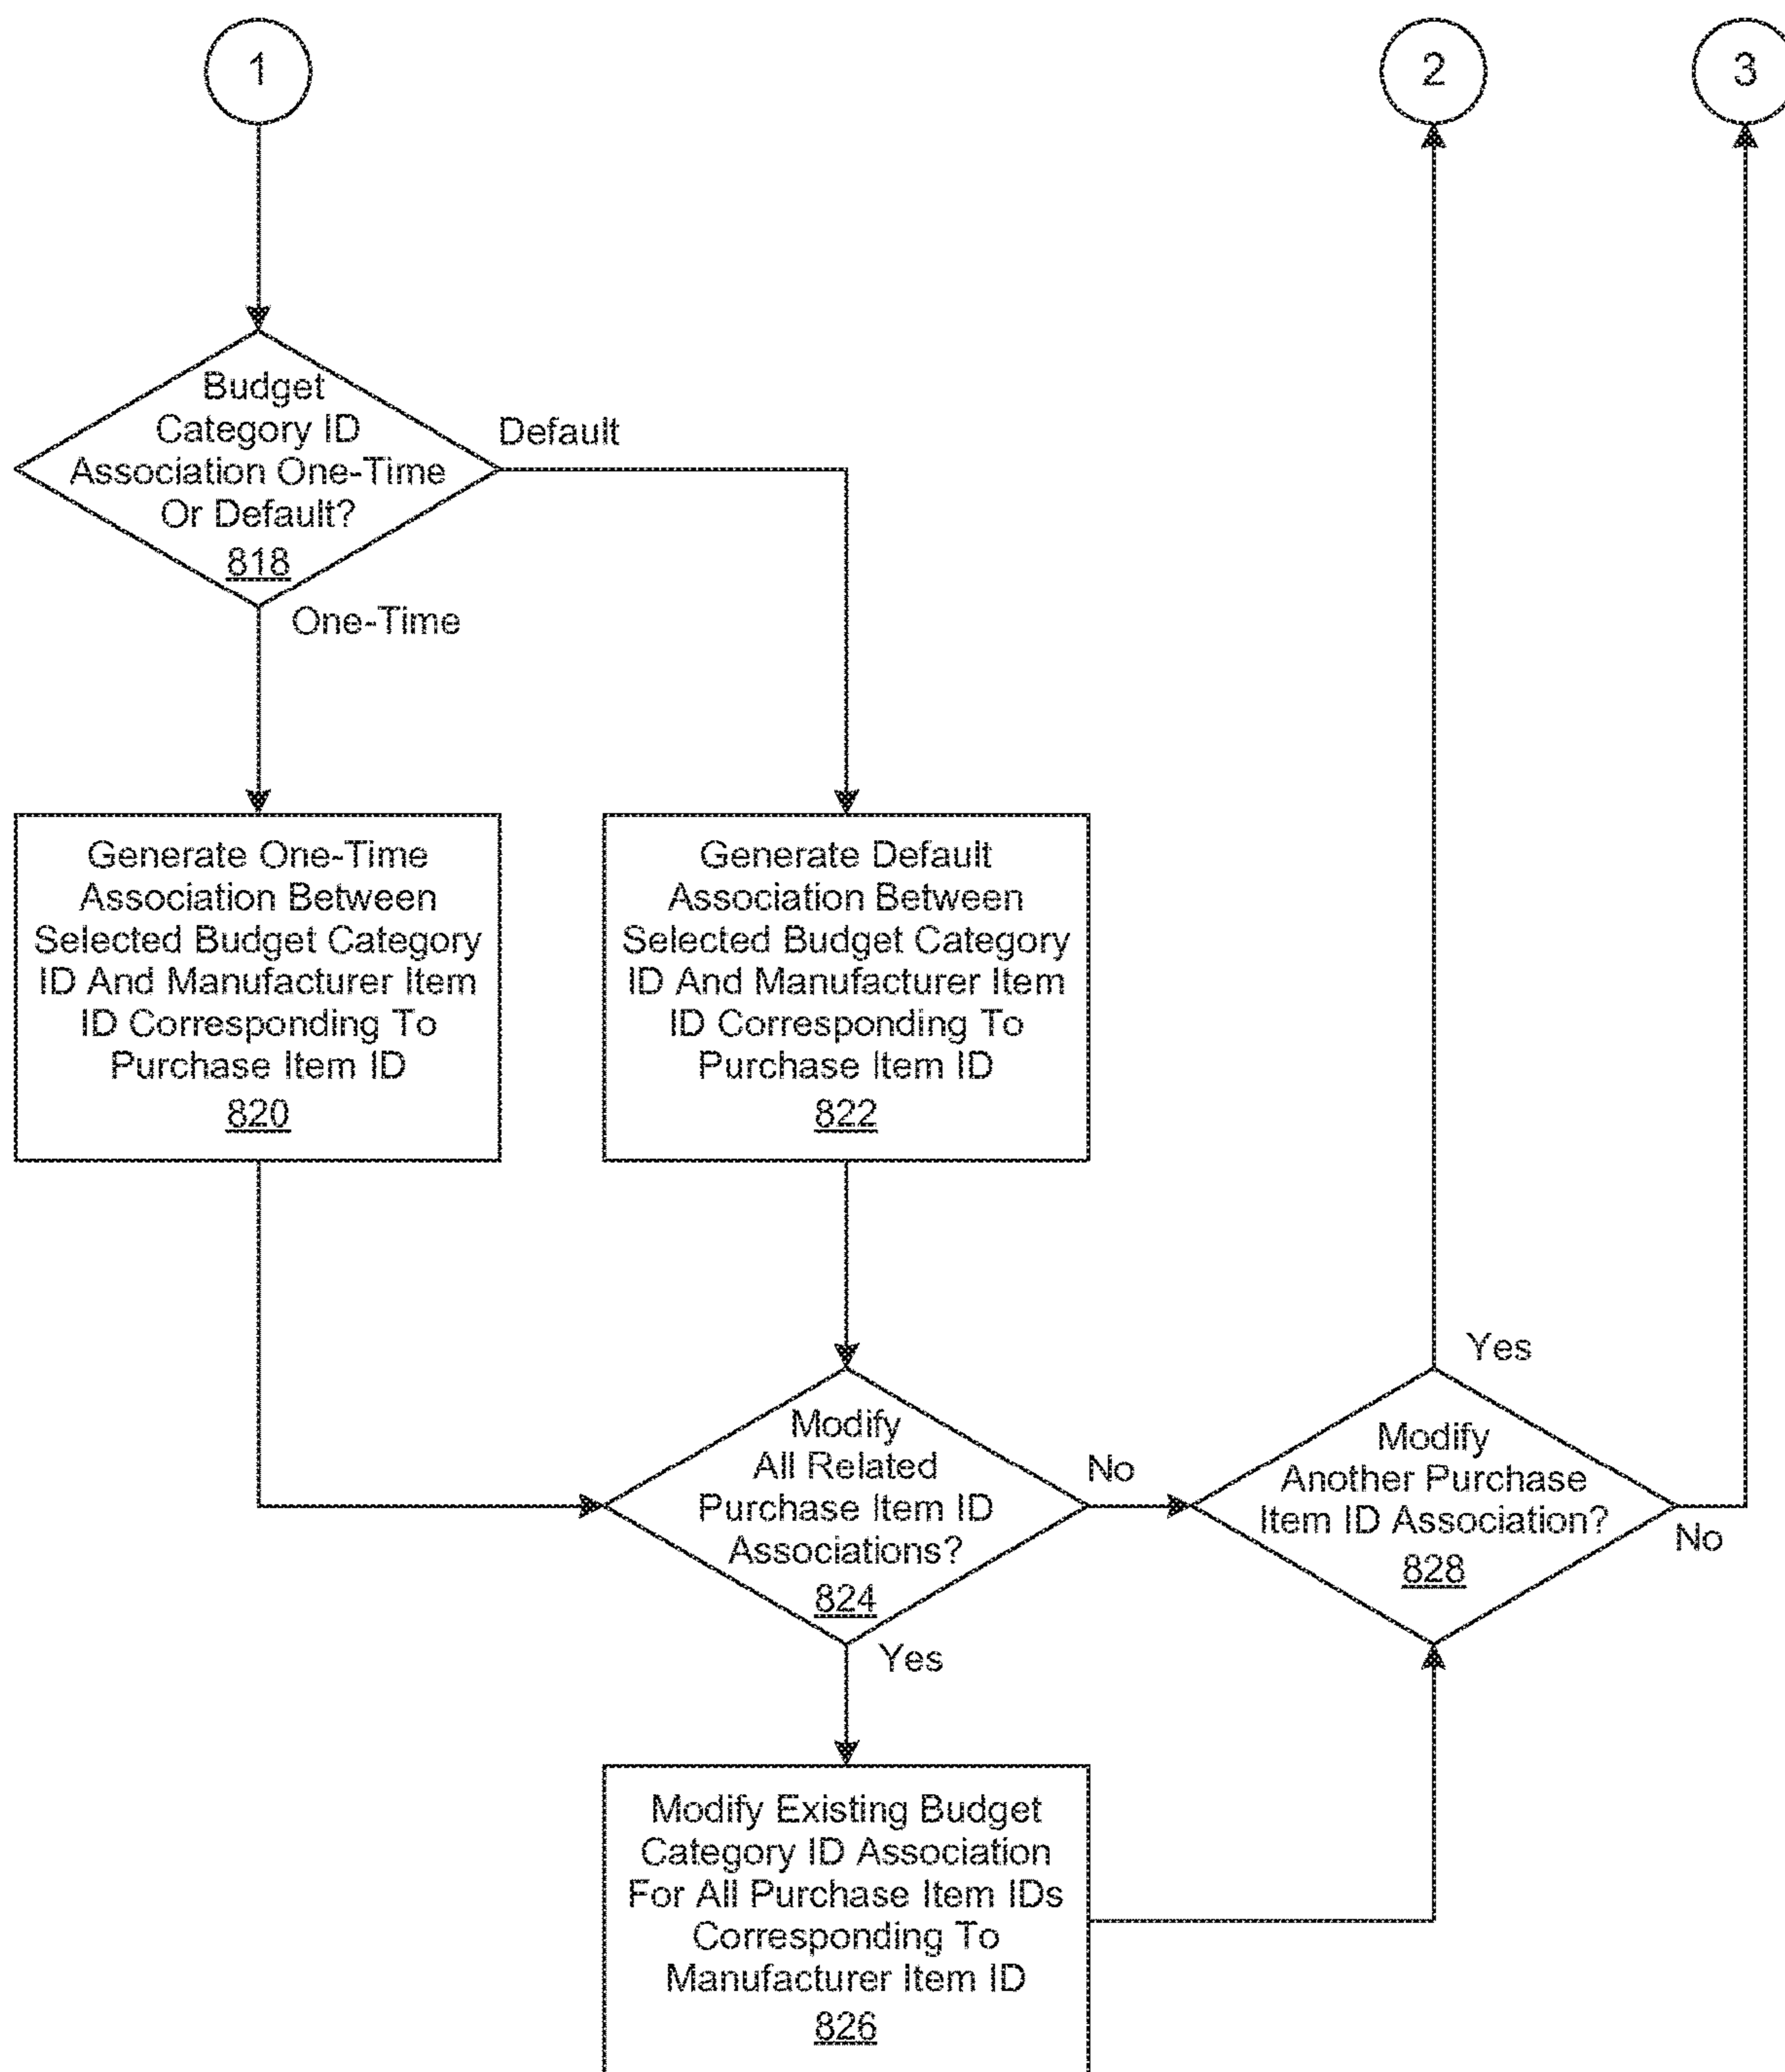 1
2
3
Budget
Category ID
Association One-Time
Or Default?
818
Default
One-Time
Generate One-Time
Association Between
Selected Budget Category
ID And Manufacturer Item
ID Corresponding To
Purchase Item ID
820
Generate Default
Association Between
Selected Budget Category
ID And Manufacturer Item
ID Corresponding To
Purchase Item ID
822
Modify
All Related
Purchase Item ID
Associations?
824
No
Yes
Modify
Another Purchase
Item ID Association?
828
Yes
No
Modify Existing Budget
Category ID Association
For All Purchase Item IDs
Corresponding To
Manufacturer Item ID
826